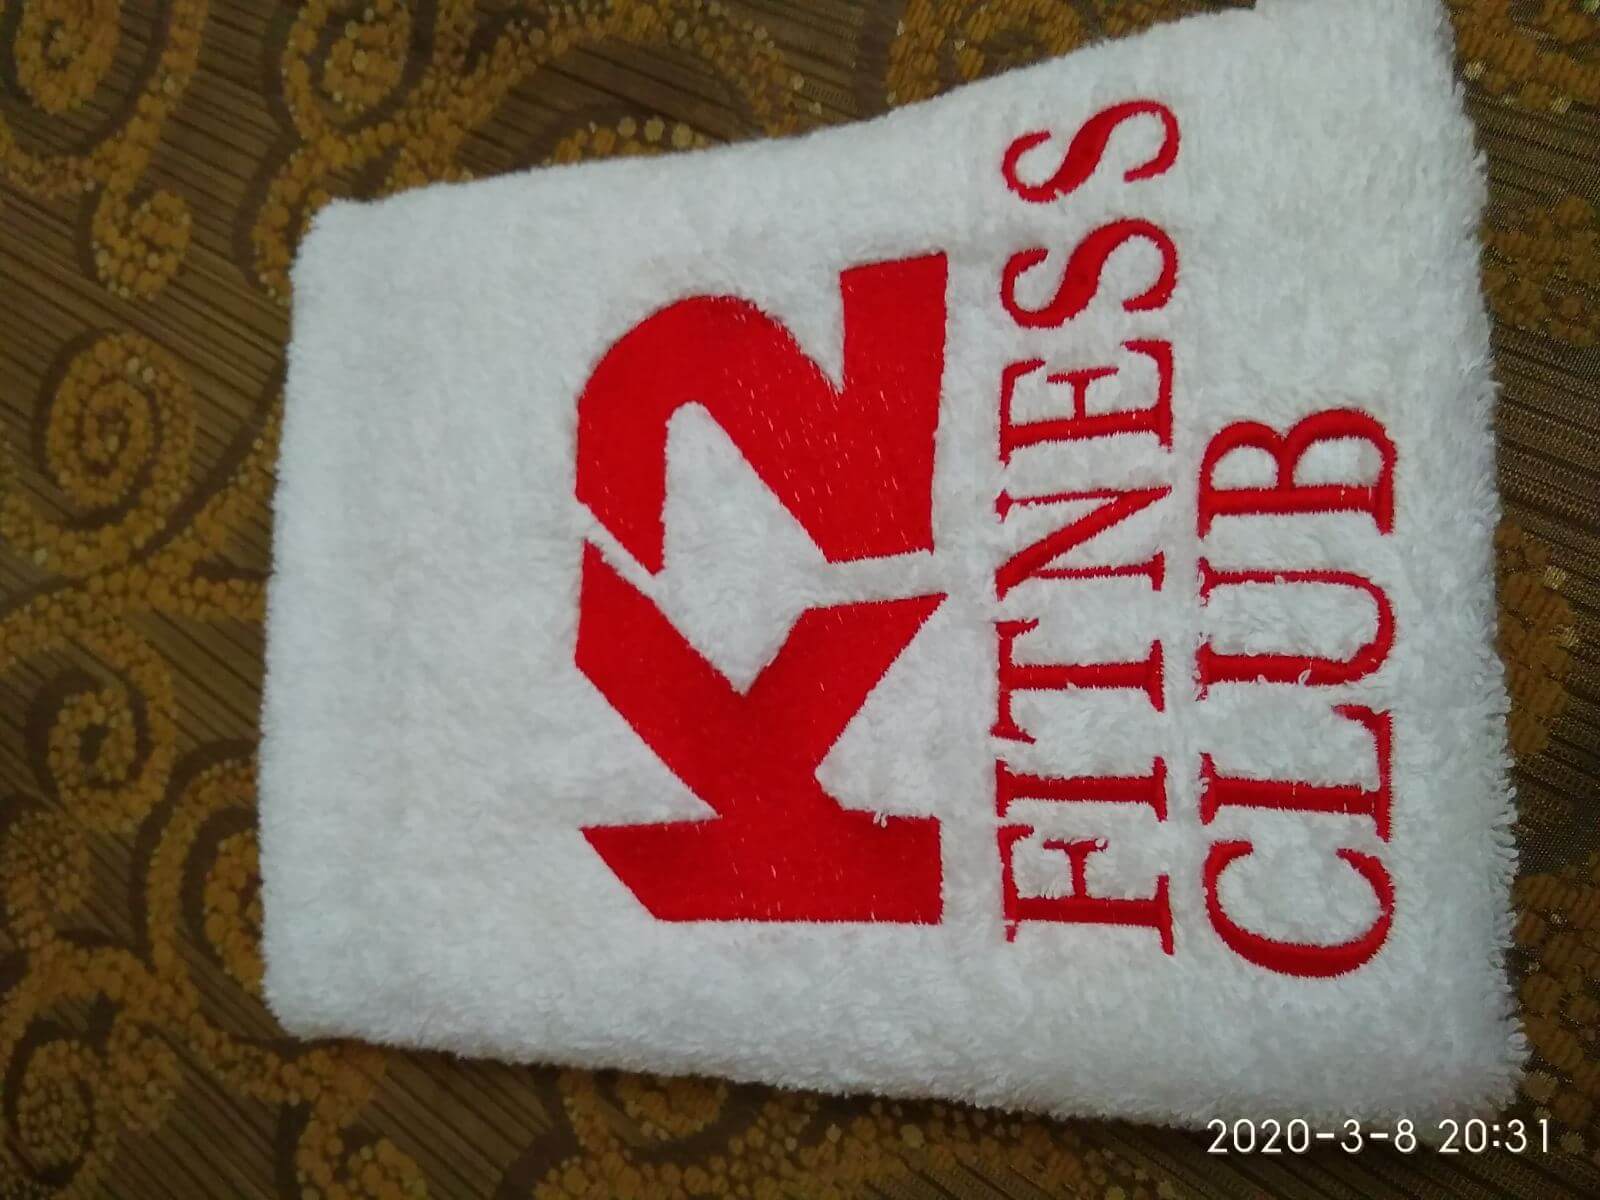 K2
FITNESS
CLUB
2020-3-8 20:31